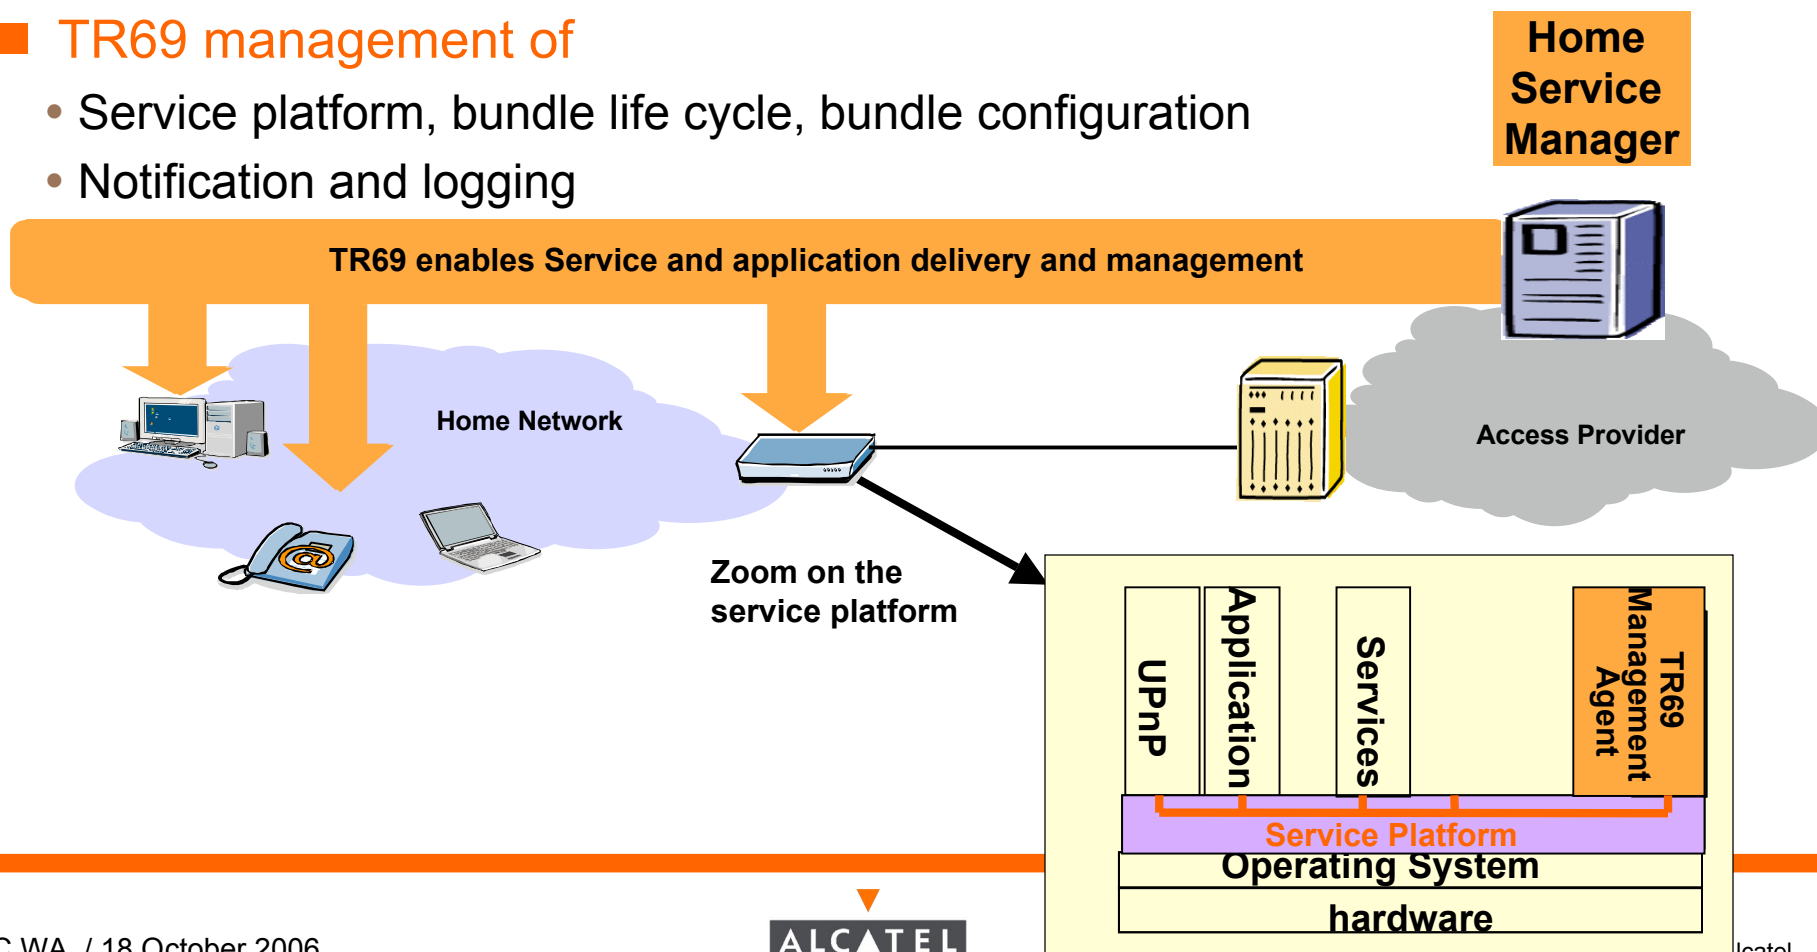 TR69 management of
• Service platform, bundle life cycle, bundle configuration
• Notification and logging
Home
Service
Manager
TR69 enables Service and application delivery and management
Home Network
Access Provider
@
Zoom on the
service platform
UPnP
Application
Services
TR69
Management
Agent
Service Platform
Operating System
hardware
C WA / 18 October 2006
ALCATEL
lcatel